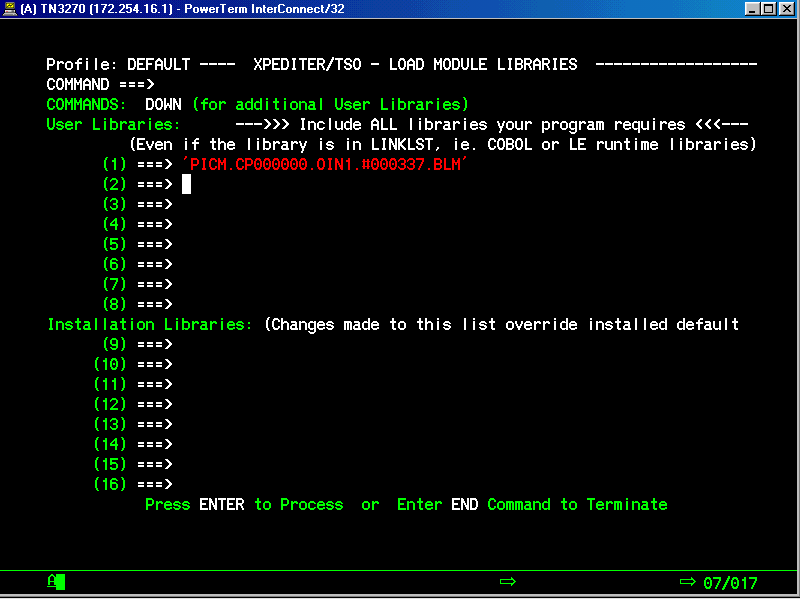 (A) TN3270 (172.254.16.1) - PowerTerm InterConnect/32
Profile: DEFAULT ---- XPEDITER/TSO - LOAD MODULE LIBRARIES ------------------
COMMAND ===>
COMMANDS: DOWN (for additional User Libraries)
User Libraries: --->>> Include ALL libraries your program requires <<<---
(Even if the library is in LINKLST, ie. COBOL or LE runtime libraries)
(1) ===> 'PICM.CP000000.OIN1.#000337.BLM'
(2) ===>
(3) ===>
(4) ===>
(5) ===>
(6) ===>
(7) ===>
(8) ===>
Installation Libraries: (Changes made to this list override installed default
(9) ===>
(10) ===>
(11) ===>
(12) ===>
(13) ===>
(14) ===>
(15) ===>
(16) ===>
Press ENTER to Process or Enter END Command to Terminate
A ⇨ ⇨ 07/017